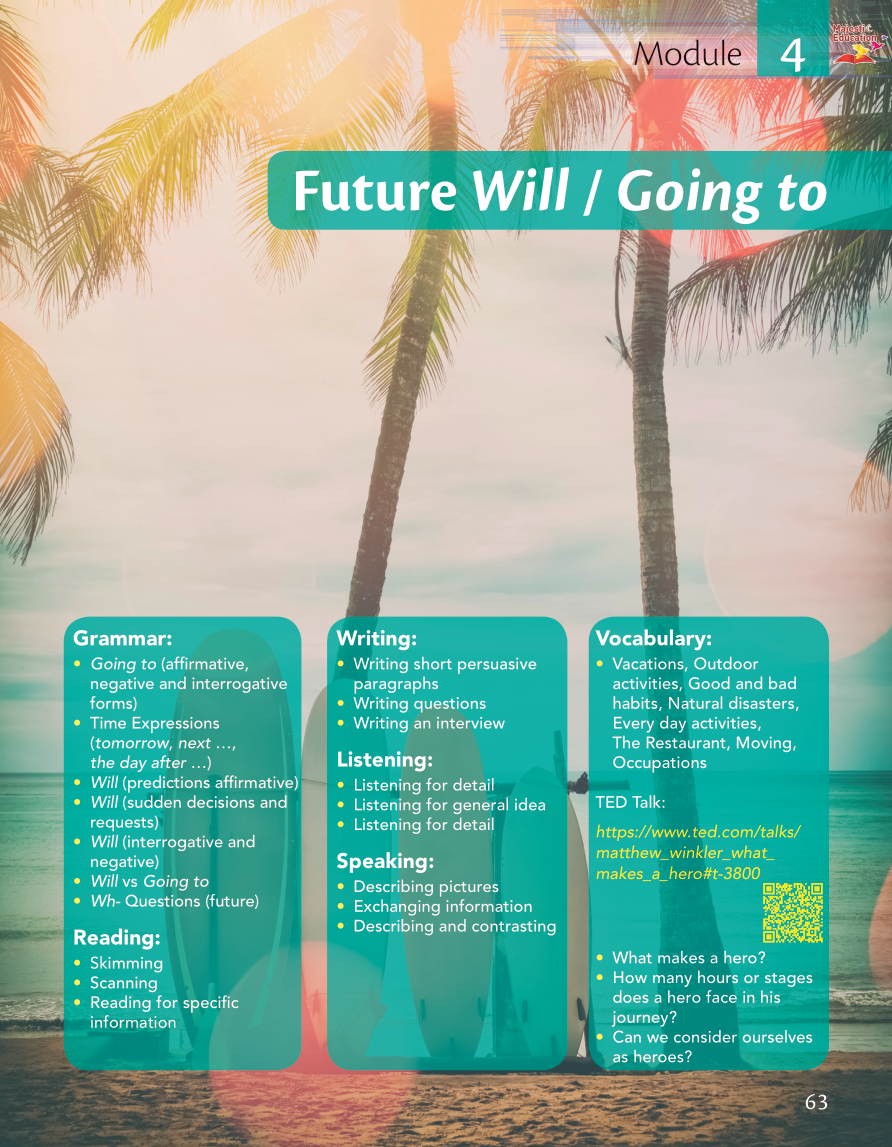 Module 4
Majestic
Education
Future Will / Going to
Grammar:
• Going to (affirmative,
negative and interrogative
forms)
• Time Expressions
(tomorrow, next ...,
the day after ...)
• Will (predictions affirmative)
• Will (sudden decisions and
requests)
• Will (interrogative and
negative)
• Will vs Going to
• Wh- Questions (future)
Reading:
• Skimming
• Scanning
• Reading for specific
information
Writing:
• Writing short persuasive
paragraphs
• Writing questions
• Writing an interview
Listening:
• Listening for detail
• Listening for general idea
• Listening for detail
Speaking:
• Describing pictures
• Exchanging information
• Describing and contrasting
Vocabulary:
• Vacations, Outdoor
activities, Good and bad
habits, Natural disasters,
Every day activities,
The Restaurant, Moving,
Occupations
TED Talk:
https://www.ted.com/talks/
matthew_winkler_what_
makes_a_hero#t-3800
• What makes a hero?
• How many hours or stages
does a hero face in his
journey?
• Can we consider ourselves
as heroes?
63